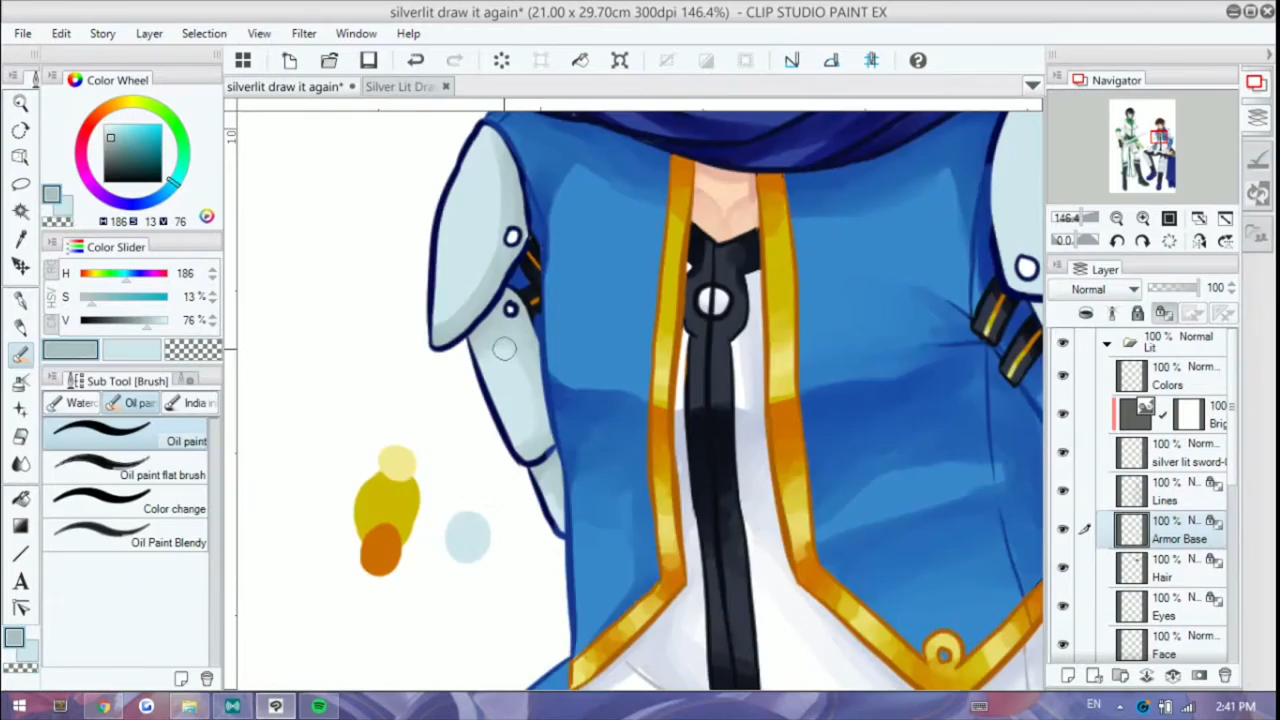 silverlit draw it again* (21.00 x 29.70cm 300dpi 146.4%) - CLIP STUDIO PAINT EX
File Edit Story Layer Selection View Filter Window Help
silverlit draw it again* Silver Lit Dra
Color Wheel
H 186 S 13 V 76
Color Slider
HSV
H 186
S 13 %
V 76 %
Sub Tool [Brush]
Water Oil pai India in
Oil paint
Oil paint flat brush
Color change
Oil Paint Blendy
10
Navigator
146.4
0.0
Layer
Normal 100
100 % Normal
Lit
100 % Norm...
Colors
100
Brig
100 % Norm...
silver lit sword-
100 % N...
Lines
100 % N...
Armor Base
100 % N...
Hair
100 % N...
Eyes
100 % Norm...
Face
EN 2:41 PM